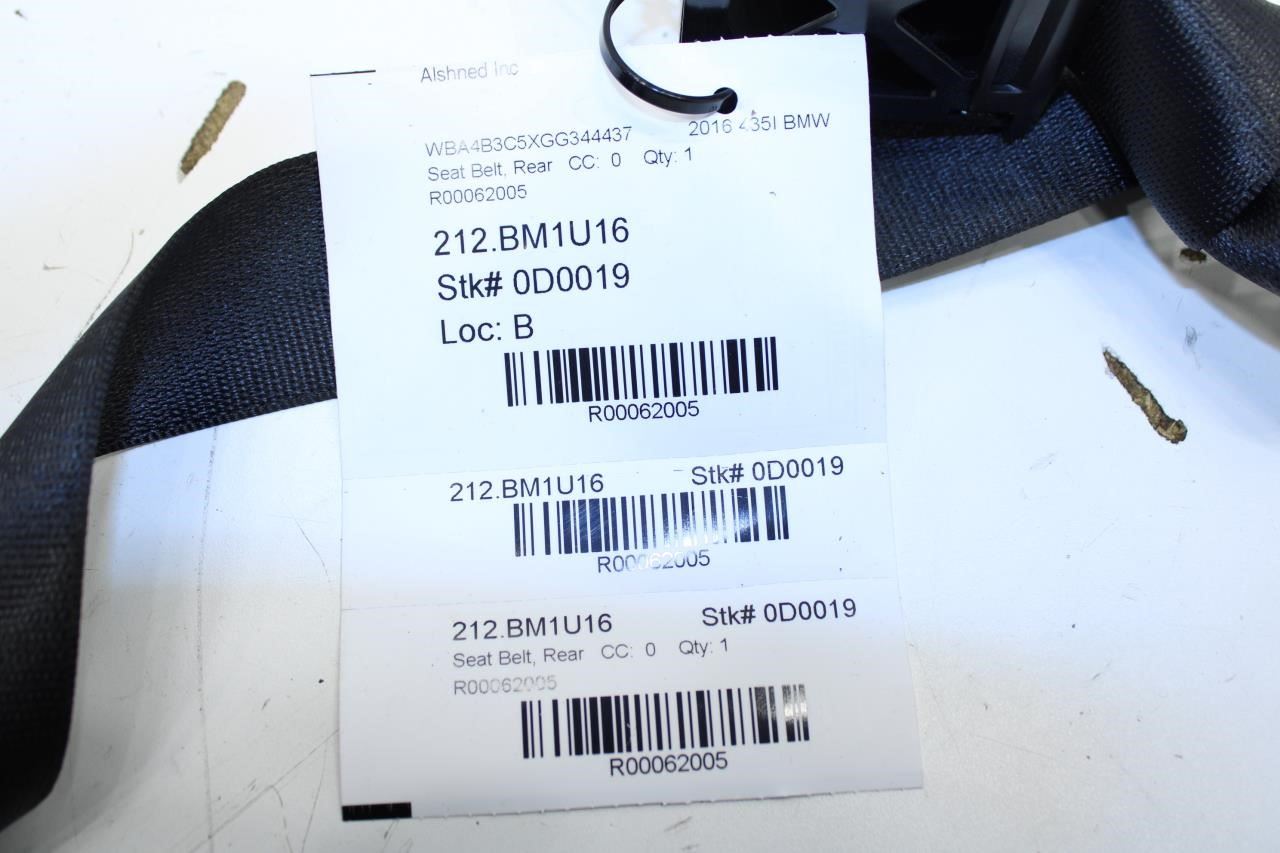 Alshned Inc
WBA4B3C5XGG344437 2016 435I BMW
Seat Belt, Rear CC: 0 Qty: 1
R00062005
212.BM1U16
Stk# 0D0019
Loc: B
R00062005
212.BM1U16 Stk# 0D0019
R00062005
212.BM1U16 Stk# 0D0019
Seat Belt, Rear CC: 0 Qty: 1
R00062005
R00062005